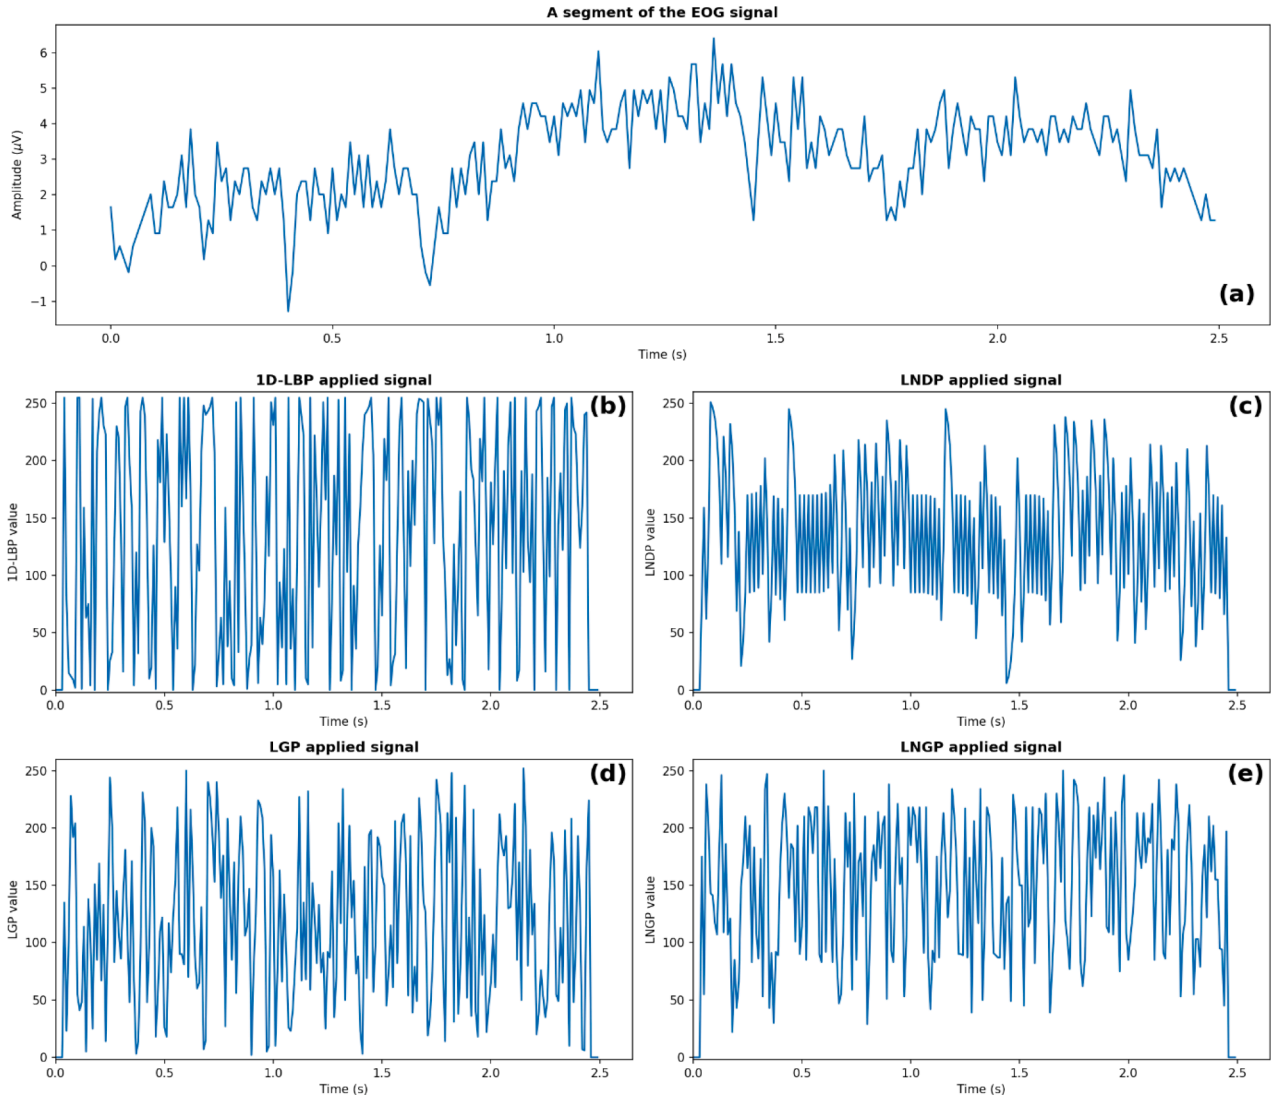 A segment of the EOG signal
Amplitude (μV)
6
5
4
3
2
1
0
−1
(a)
0.0 0.5 1.0 1.5 2.0 2.5
Time (s)
1D-LBP applied signal
1D-LBP value
250
200
150
100
50
0
(b)
0.0 0.5 1.0 1.5 2.0 2.5
Time (s)
LNDP applied signal
LNDP value
250
200
150
100
50
0
(c)
0.0 0.5 1.0 1.5 2.0 2.5
Time (s)
LGP applied signal
LGP value
250
200
150
100
50
0
(d)
0.0 0.5 1.0 1.5 2.0 2.5
Time (s)
LNGP applied signal
LNGP value
250
200
150
100
50
0
(e)
0.0 0.5 1.0 1.5 2.0 2.5
Time (s)